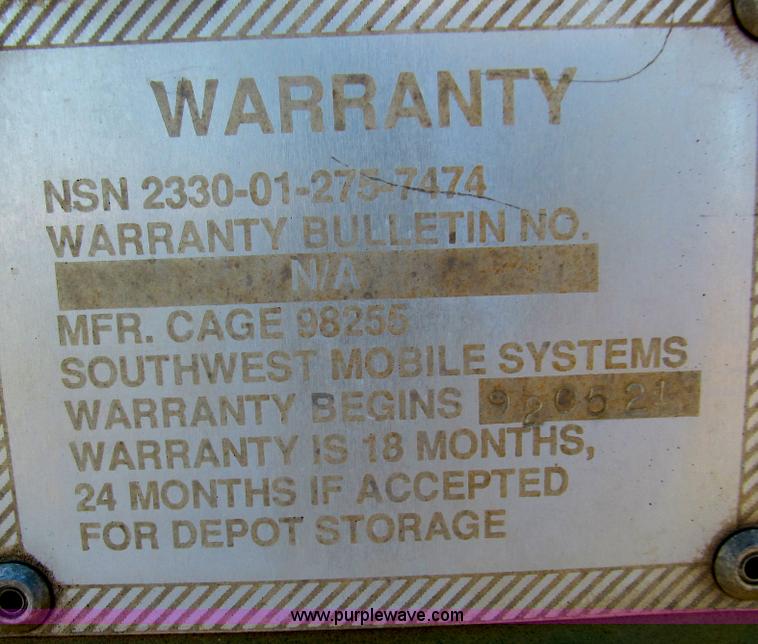 WARRANTY
NSN 2330-01-275-7474
WARRANTY BULLETIN NO.
N/A
MFR. CAGE 98255
SOUTHWEST MOBILE SYSTEMS
WARRANTY BEGINS 920521
WARRANTY IS 18 MONTHS,
24 MONTHS IF ACCEPTED
FOR DEPOT STORAGE
www.purplewave.com